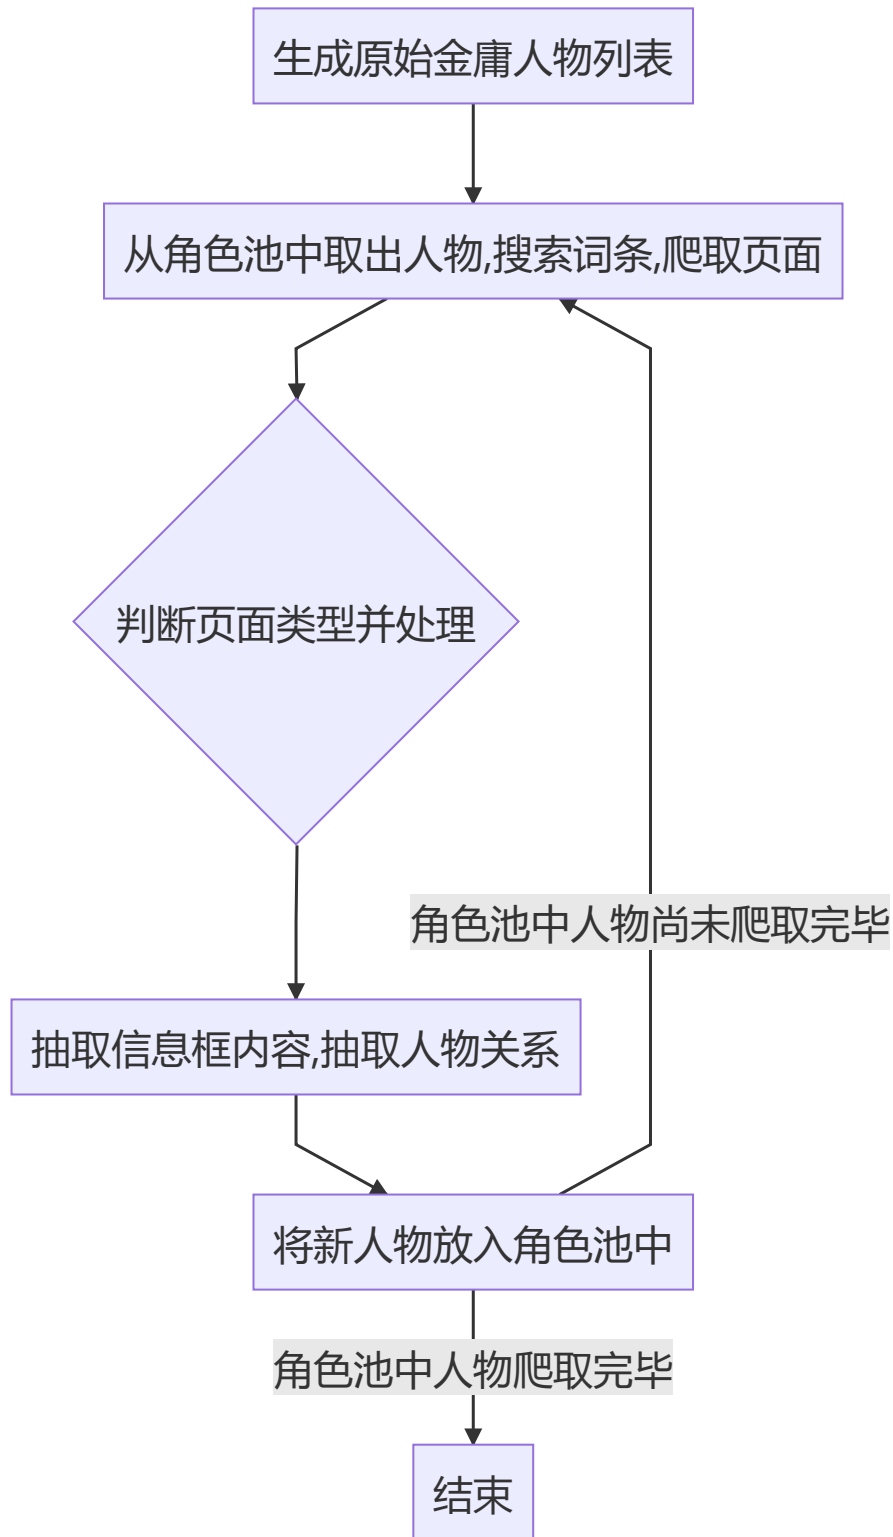 生成原始金庸人物列表
从角色池中取出人物,搜索词条,爬取页面
判断页面类型并处理
角色池中人物尚未爬取完毕
抽取信息框内容,抽取人物关系
将新人物放入角色池中
角色池中人物爬取完毕
结束